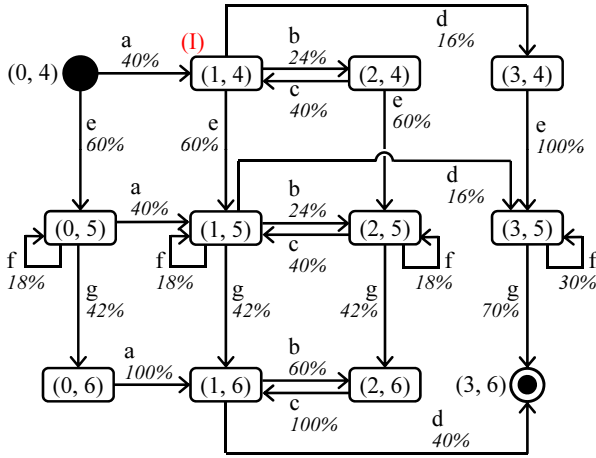 d
16%
(I)
a
40%
b
24%
(0, 4)
(1, 4)
(2, 4)
(3, 4)
c
40%
e
60%
e
60%
e
60%
e
100%
d
16%
a
40%
b
24%
(0, 5)
(1, 5)
(2, 5)
(3, 5)
c
40%
f
18%
f
18%
f
18%
f
30%
g
42%
g
42%
g
42%
g
70%
a
100%
b
60%
(0, 6)
(1, 6)
(2, 6)
(3, 6)
c
100%
d
40%